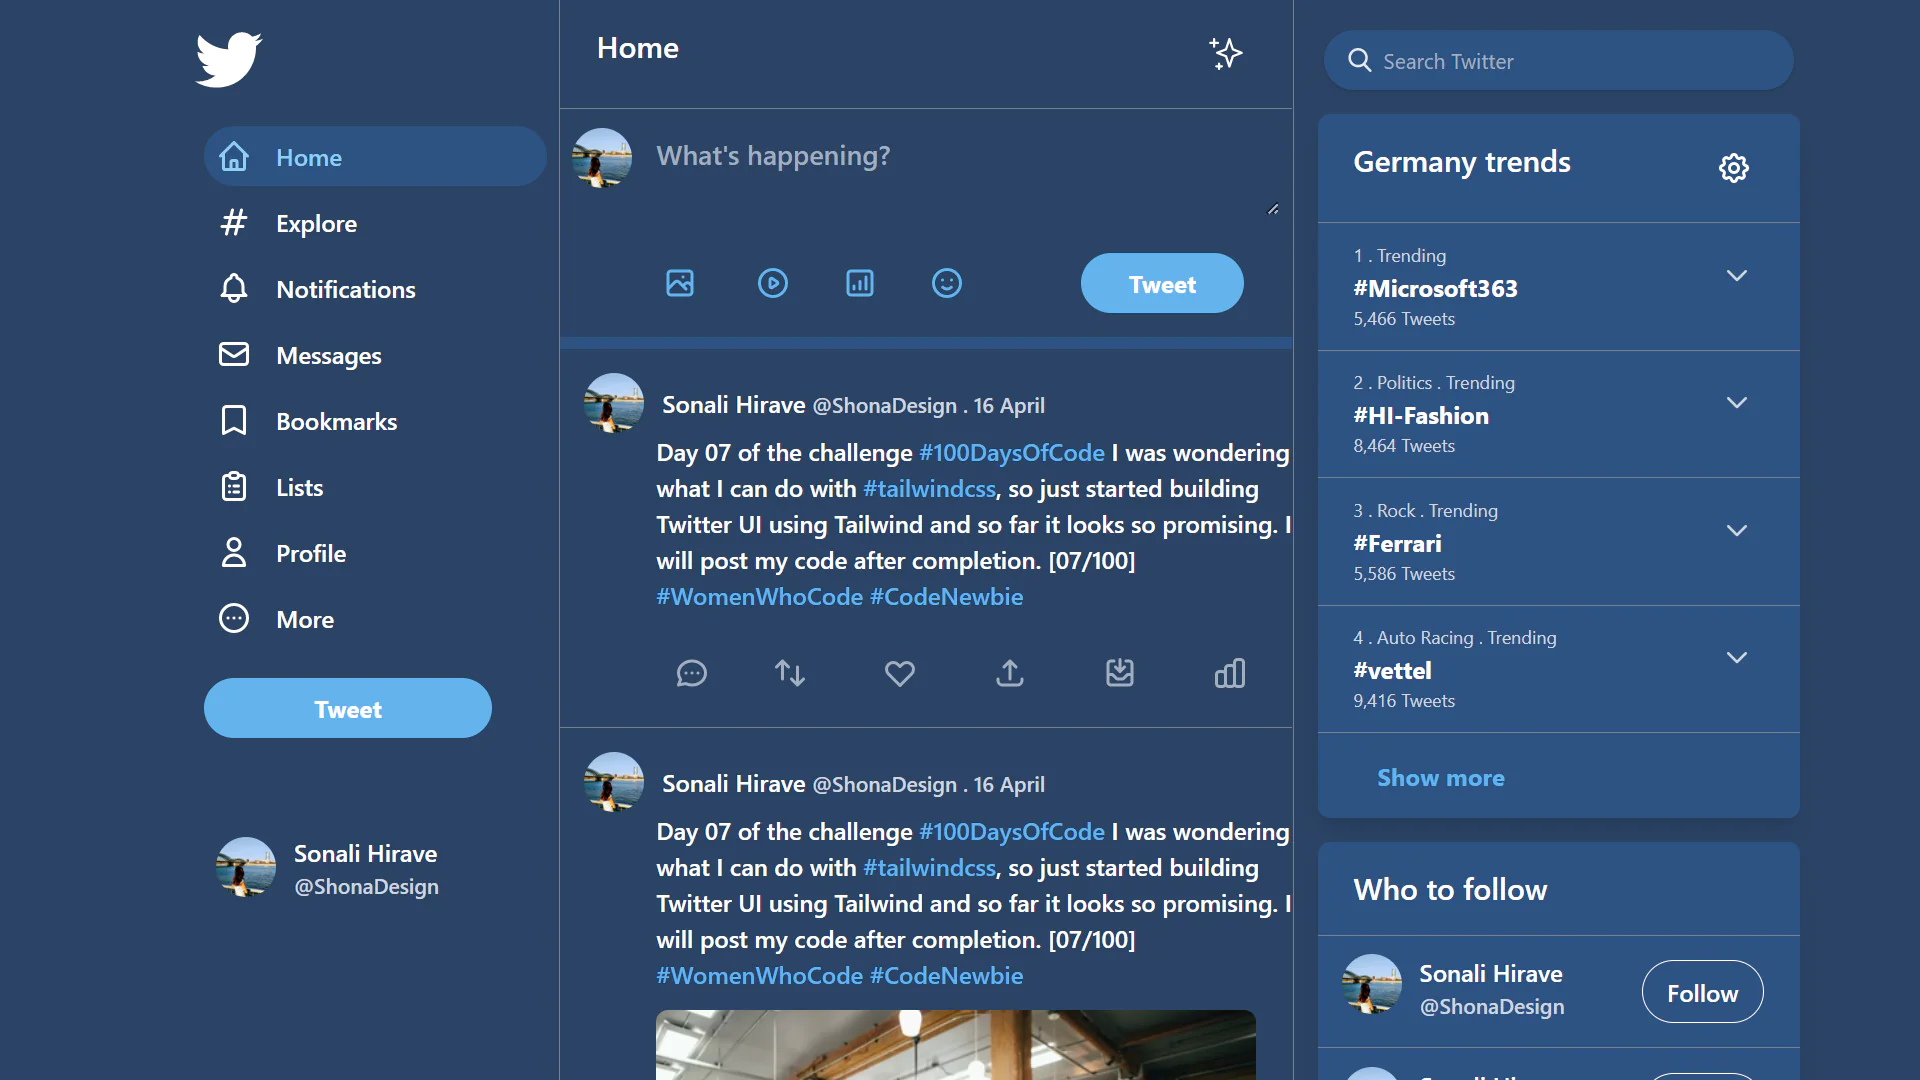 Home
Explore
Notifications
Messages
Bookmarks
Lists
Profile
More
Tweet
Sonali Hirave
@ShonaDesign
Home
What's happening?
Tweet
Sonali Hirave @ShonaDesign . 16 April
Day 07 of the challenge #100DaysOfCode I was wondering
what I can do with #tailwindcss, so just started building
Twitter UI using Tailwind and so far it looks so promising. I
will post my code after completion. [07/100]
#WomenWhoCode #CodeNewbie
Sonali Hirave @ShonaDesign . 16 April
Day 07 of the challenge #100DaysOfCode I was wondering
what I can do with #tailwindcss, so just started building
Twitter UI using Tailwind and so far it looks so promising. I
will post my code after completion. [07/100]
#WomenWhoCode #CodeNewbie
Search Twitter
Germany trends
1 . Trending
#Microsoft363
5,466 Tweets
2 . Politics . Trending
#HI-Fashion
8,464 Tweets
3 . Rock . Trending
#Ferrari
5,586 Tweets
4 . Auto Racing . Trending
#vettel
9,416 Tweets
Show more
Who to follow
Sonali Hirave
@ShonaDesign
Follow